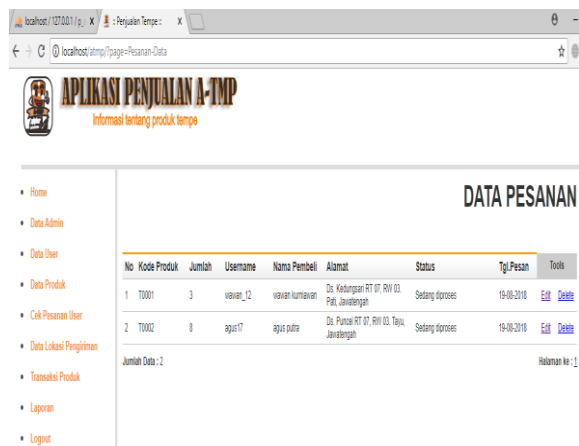 localhost / 127.0.0.1 / p_
:: Penjualan Tempe ::
localhost/atmp/?page=Pesanan-Data
APLIKASI PENJUALAN A-TMP
Informasi tentang produk tempe
Home
Data Admin
Data User
Data Produk
Cek Pesanan User
Data Lokasi Pengiriman
Transaksi Produk
Laporan
Logout
DATA PESANAN
No Kode Produk Jumlah Username Nama Pembeli Alamat Status Tgl.Pesan Tools
1 T0001 3 wawan_12 wawan kurniawan Ds. Kedungsari RT 07, RW 03. Pati, Jawatengah Sedang diproses 19-08-2018 Edit Delete
2 T0002 8 agus17 agus putra Ds. Puncel RT 07, RW 03. Tayu, Jawatengah Sedang diproses 19-08-2018 Edit Delete
Jumlah Data : 2
Halaman ke : 1